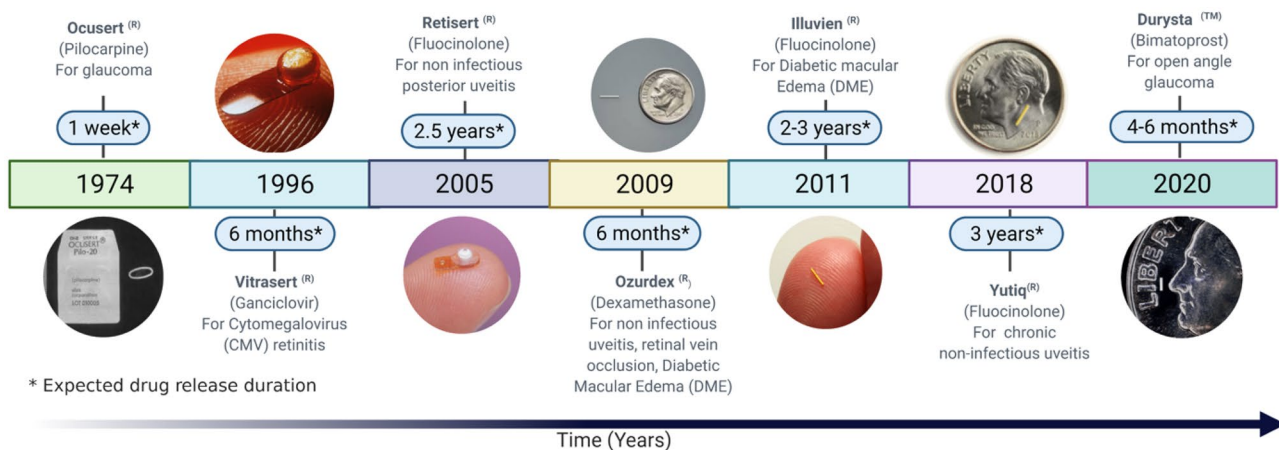 Ocusert (R)
(Pilocarpine)
For glaucoma
1 week*
1974
OCUSERT®
Pilo-20
1996
6 months*
Vitrasert (R)
(Ganciclovir)
For Cytomegalovirus
(CMV) retinitis
Retisert (R)
(Fluocinolone)
For non infectious
posterior uveitis
2.5 years*
2005
2009
6 months*
Ozurdex (R)
(Dexamethasone)
For non infectious
uveitis, retinal vein
occlusion, Diabetic
Macular Edema (DME)
Illuvien (R)
(Fluocinolone)
For Diabetic macular
Edema (DME)
2-3 years*
2011
LIBERTY
2018
3 years*
Yutiq(R)
(Fluocinolone)
For chronic
non-infectious uveitis
Durysta (TM)
(Bimatoprost)
For open angle
glaucoma
4-6 months*
2020
LIBERT
* Expected drug release duration
Time (Years)